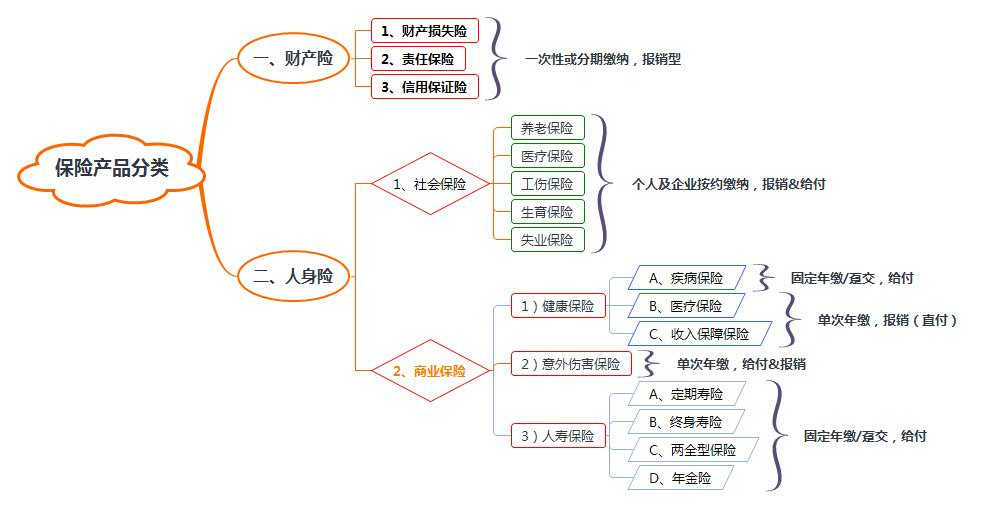 保险产品分类
一、财产险
1、财产损失险
2、责任保险
3、信用保证险
一次性或分期缴纳，报销型
二、人身险
1、社会保险
养老保险
医疗保险
工伤保险
生育保险
失业保险
个人及企业按约缴纳，报销&给付
2、商业保险
1）健康保险
A、疾病保险
固定年缴/趸交，给付
B、医疗保险
C、收入保障保险
单次年缴，报销（直付）
2）意外伤害保险
单次年缴，给付&报销
3）人寿保险
A、定期寿险
B、终身寿险
C、两全型保险
D、年金险
固定年缴/趸交，给付